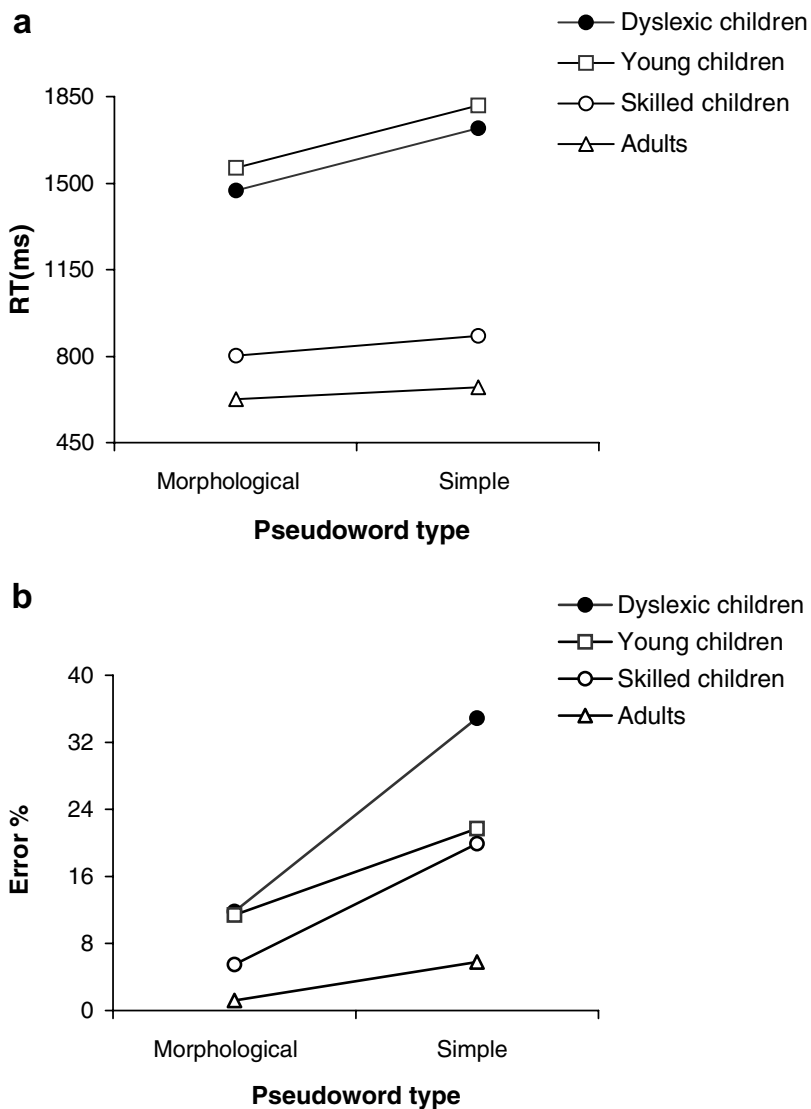 a
Dyslexic children
Young children
Skilled children
Adults
1850
1500
1150
800
450
RT(ms)
Morphological Simple
Pseudoword type
b
Dyslexic children
Young children
Skilled children
Adults
40
32
24
16
8
0
Error %
Morphological Simple
Pseudoword type